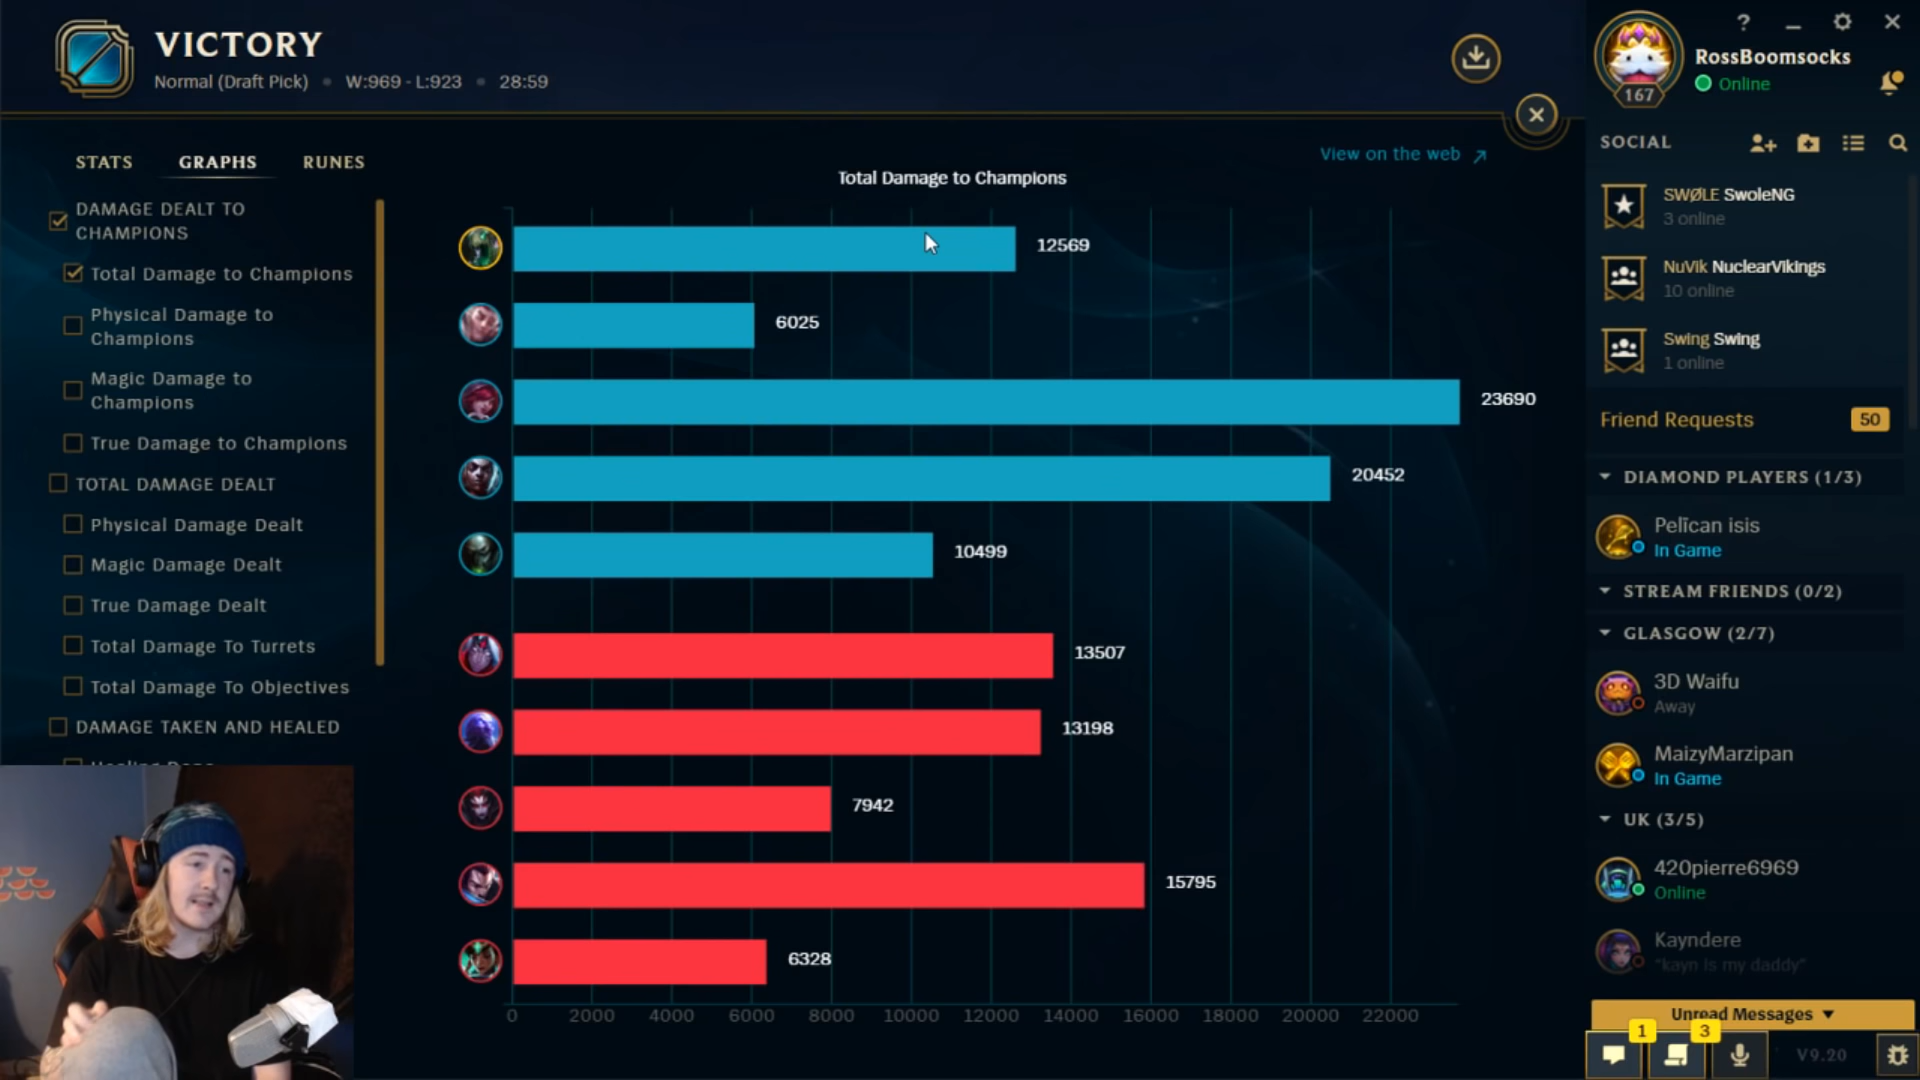 VICTORY
Normal (Draft Pick) • W:969 - L:923 • 28:59
STATS GRAPHS RUNES
DAMAGE DEALT TO
CHAMPIONS
Total Damage to Champions
Physical Damage to
Champions
Magic Damage to
Champions
True Damage to Champions
TOTAL DAMAGE DEALT
Physical Damage Dealt
Magic Damage Dealt
True Damage Dealt
Total Damage To Turrets
Total Damage To Objectives
DAMAGE TAKEN AND HEALED
Healing Done
View on the web
Total Damage to Champions
12569
6025
23690
20452
10499
13507
13198
7942
15795
6328
0 2000 4000 6000 8000 10000 12000 14000 16000 18000 20000 22000
?
RossBoomsocks
Online
167
SOCIAL
SWØLE SwoleNG
3 online
NuVik NuclearVikings
10 online
Swing Swing
1 online
Friend Requests 50
DIAMOND PLAYERS (1/3)
Pelīcan isis
In Game
STREAM FRIENDS (0/2)
GLASGOW (2/7)
3D Waifu
Away
MaizyMarzipan
In Game
UK (3/5)
420pierre6969
Online
Kayndere
"kayn is my daddy"
Unread Messages
1 3
V9.20